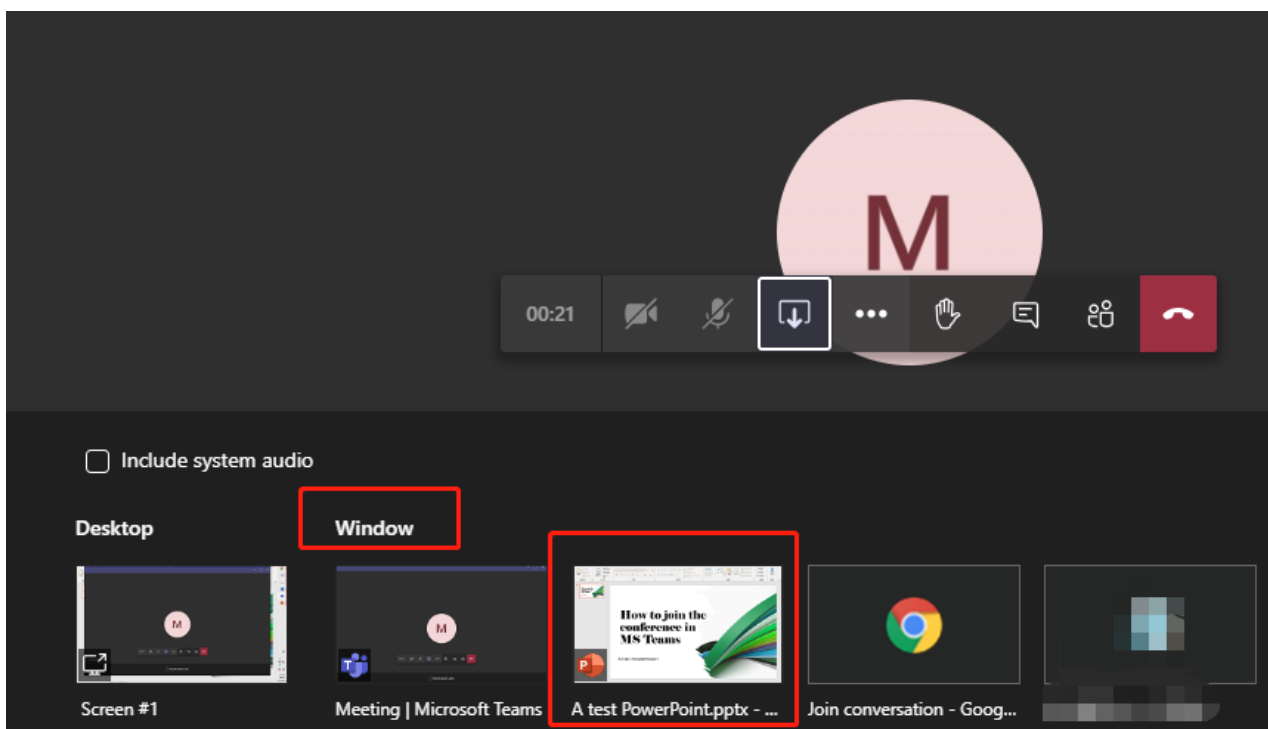 M
00:21
Include system audio
Desktop
Window
M
M
How to join the
conference in
MS Teams
Screen #1
Meeting | Microsoft Teams
A test PowerPoint.pptx - ...
Join conversation - Goog...